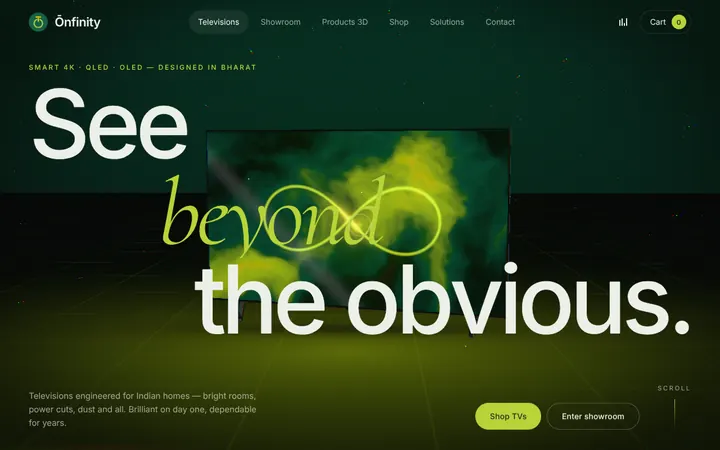 Ōnfinity
Televisions
Showroom
Products 3D
Shop
Solutions
Contact
Cart 0
SMART 4K · QLED · OLED — DESIGNED IN BHARAT
See
beyond
the obvious.
Televisions engineered for Indian homes — bright rooms,
power cuts, dust and all. Brilliant on day one, dependable
for years.
Shop TVs
Enter showroom
SCROLL